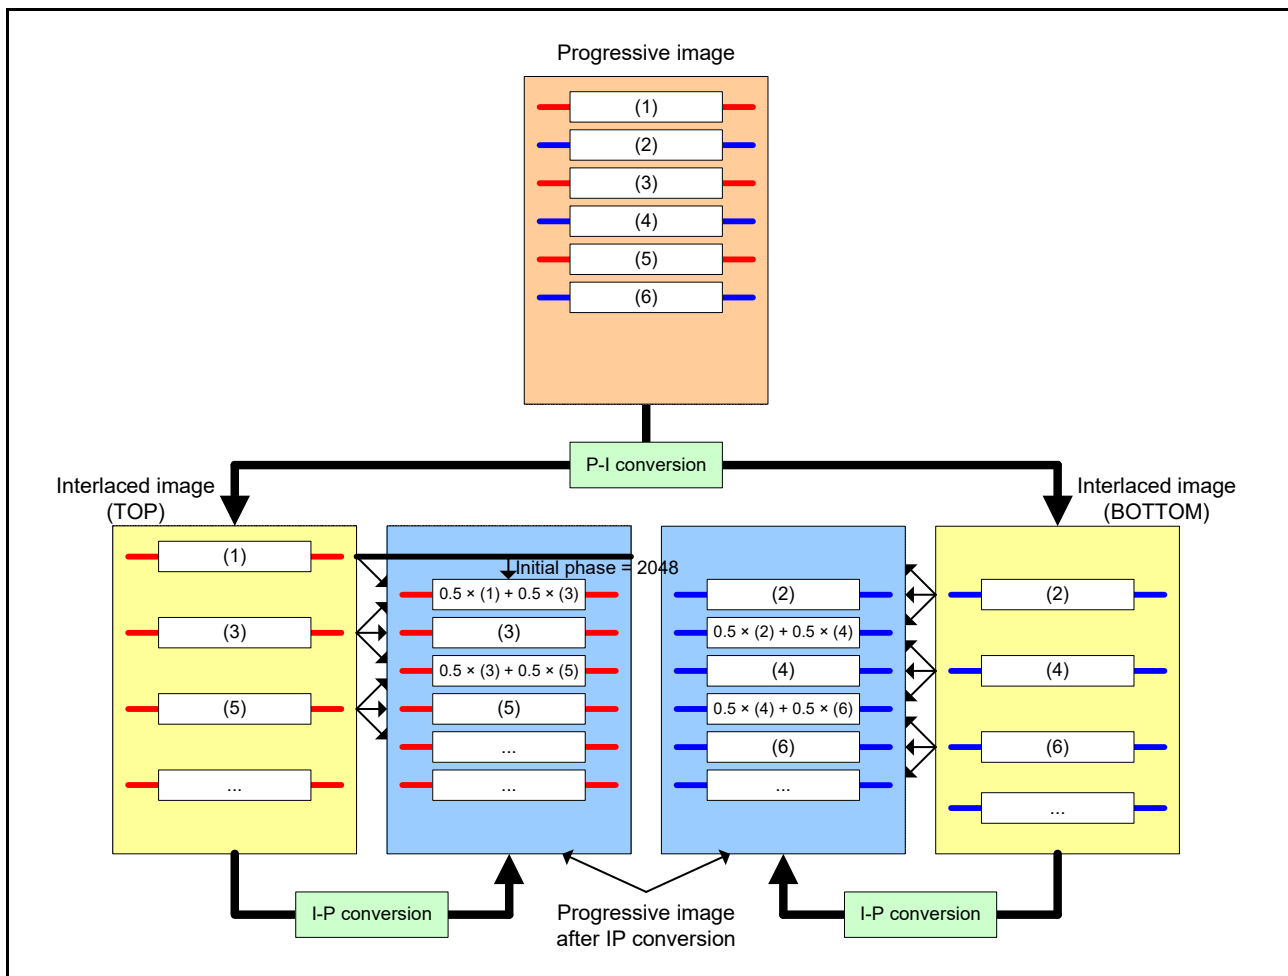 Progressive image
(1)
(2)
(3)
(4)
(5)
(6)
P-I conversion
Interlaced image
(TOP)
Interlaced image
(BOTTOM)
(1)
(3)
(5)
...
Initial phase = 2048
0.5 × (1) + 0.5 × (3)
(3)
0.5 × (3) + 0.5 × (5)
(5)
...
...
(2)
0.5 × (2) + 0.5 × (4)
(4)
0.5 × (4) + 0.5 × (6)
(6)
...
(2)
(4)
(6)
...
I-P conversion
Progressive image
after IP conversion
I-P conversion